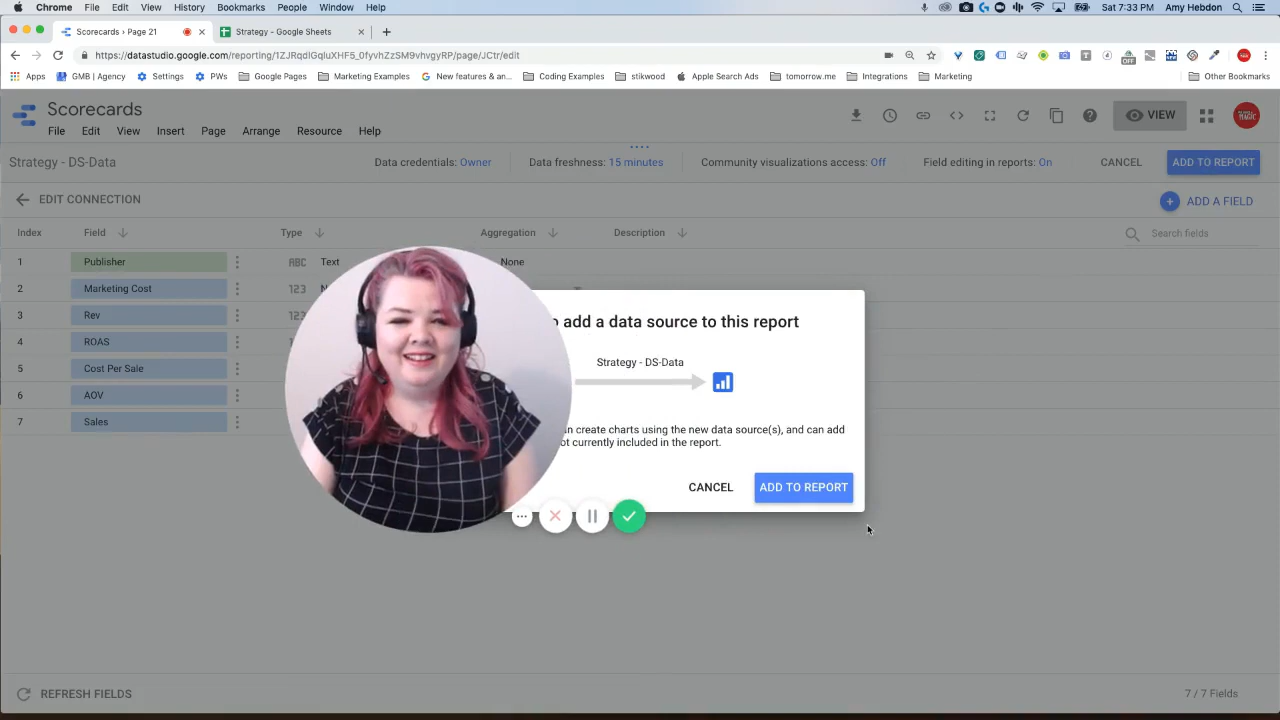 Chrome File Edit View History Bookmarks People Window Help Sat 7:33 PM Amy Hebdon
Scorecards › Page 21 Strategy - Google Sheets
https://datastudio.google.com/reporting/1ZJRqdlGqluXHF5_0fyvhZzSM9vhvgyRP/page/JCtr/edit
Apps GMB | Agency Settings PWs Google Pages Marketing Examples New features & an... Coding Examples stikwood Apple Search Ads tomorrow.me Integrations Marketing Other Bookmarks
Scorecards
File Edit View Insert Page Arrange Resource Help VIEW
Strategy - DS-Data Data credentials: Owner Data freshness: 15 minutes Community visualizations access: Off Field editing in reports: On CANCEL ADD TO REPORT
EDIT CONNECTION ADD A FIELD
Index Field Type Aggregation Description Search fields
1 Publisher ABC Text None
2 Marketing Cost 123
3 Rev 123
4 ROAS
5 Cost Per Sale
6 AOV
7 Sales
add a data source to this report
Strategy - DS-Data
create charts using the new data source(s), and can add
currently included in the report.
CANCEL ADD TO REPORT
REFRESH FIELDS 7 / 7 Fields